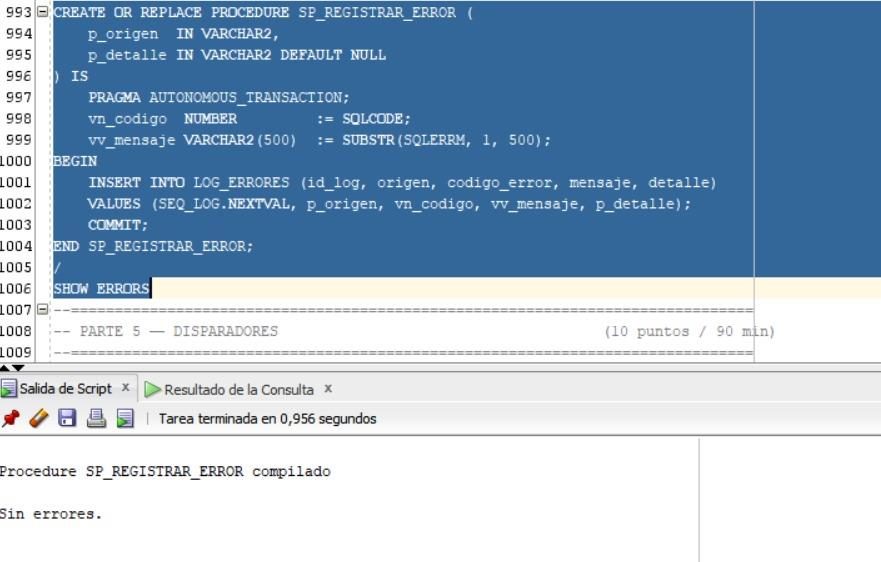 993 CREATE OR REPLACE PROCEDURE SP_REGISTRAR_ERROR (
994     p_origen  IN VARCHAR2,
995     p_detalle IN VARCHAR2 DEFAULT NULL
996 ) IS
997     PRAGMA AUTONOMOUS_TRANSACTION;
998     vn_codigo  NUMBER         := SQLCODE;
999     vv_mensaje VARCHAR2(500)  := SUBSTR(SQLERRM, 1, 500);
1000 BEGIN
1001     INSERT INTO LOG_ERRORES (id_log, origen, codigo_error, mensaje, detalle)
1002     VALUES (SEQ_LOG.NEXTVAL, p_origen, vn_codigo, vv_mensaje, p_detalle);
1003     COMMIT;
1004 END SP_REGISTRAR_ERROR;
1005 /
1006 SHOW ERRORS
1007 --==============================================================================
1008 -- PARTE 5 — DISPARADORES                                     (10 puntos / 90 min)
1009 --==============================================================================
Salida de Script x Resultado de la Consulta x
Tarea terminada en 0,956 segundos
Procedure SP_REGISTRAR_ERROR compilado
Sin errores.